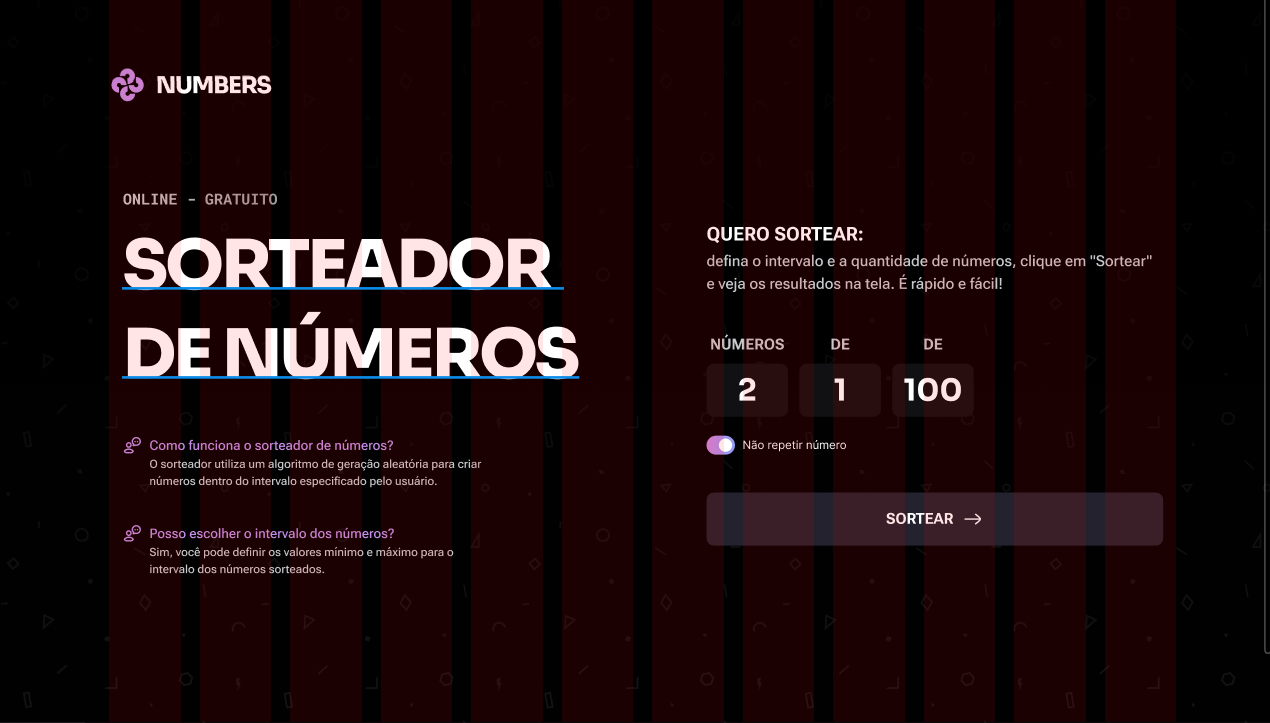 NUMBERS
ONLINE - GRATUITO
SORTEADOR
DE NÚMEROS
Como funciona o sorteador de números?
O sorteador utiliza um algoritmo de geração aleatória para criar
números dentro do intervalo especificado pelo usuário.
Posso escolher o intervalo dos números?
Sim, você pode definir os valores mínimo e máximo para o
intervalo dos números sorteados.
QUERO SORTEAR:
defina o intervalo e a quantidade de números, clique em "Sortear"
e veja os resultados na tela. É rápido e fácil!
NÚMEROS DE DE
2 1 100
Não repetir número
SORTEAR